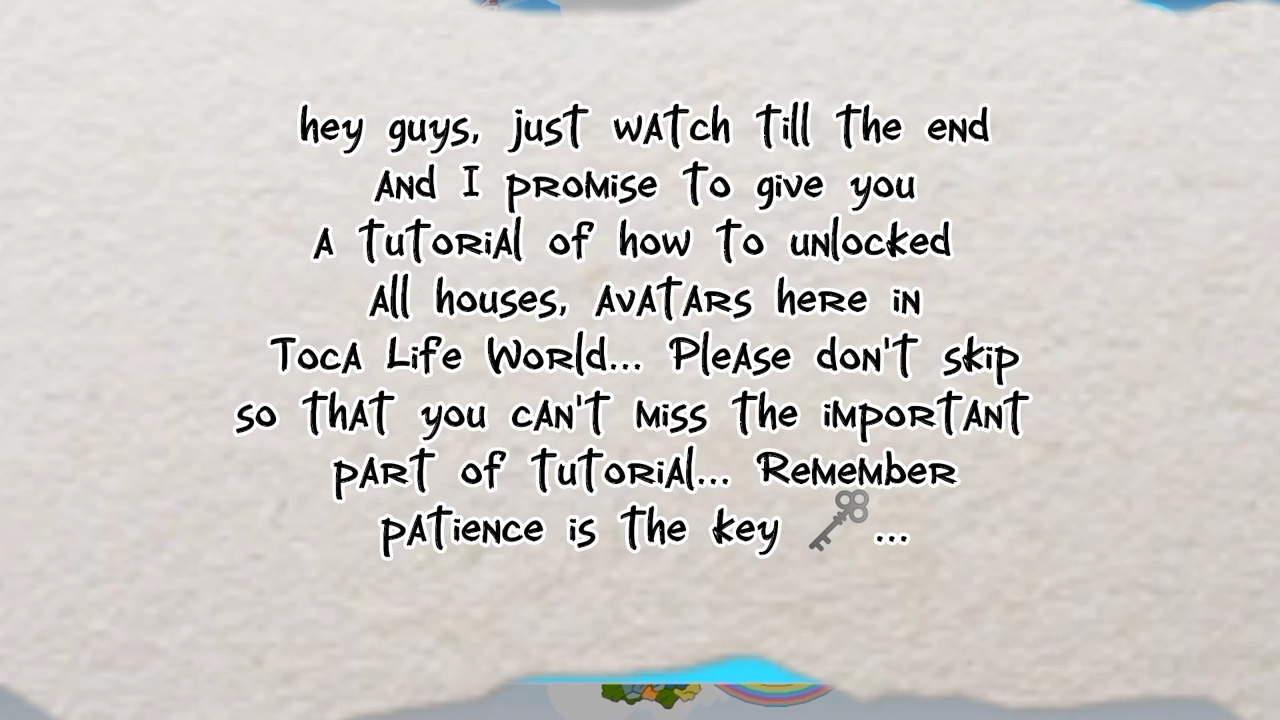 hey guys, just watch till the end
And I promise to give you
A tutorial of how to unlocked
All houses, Avatars here in
Toca Life World... Please don't skip
so that you can't miss the important
part of tutorial... Remember
patience is the key 🗝...